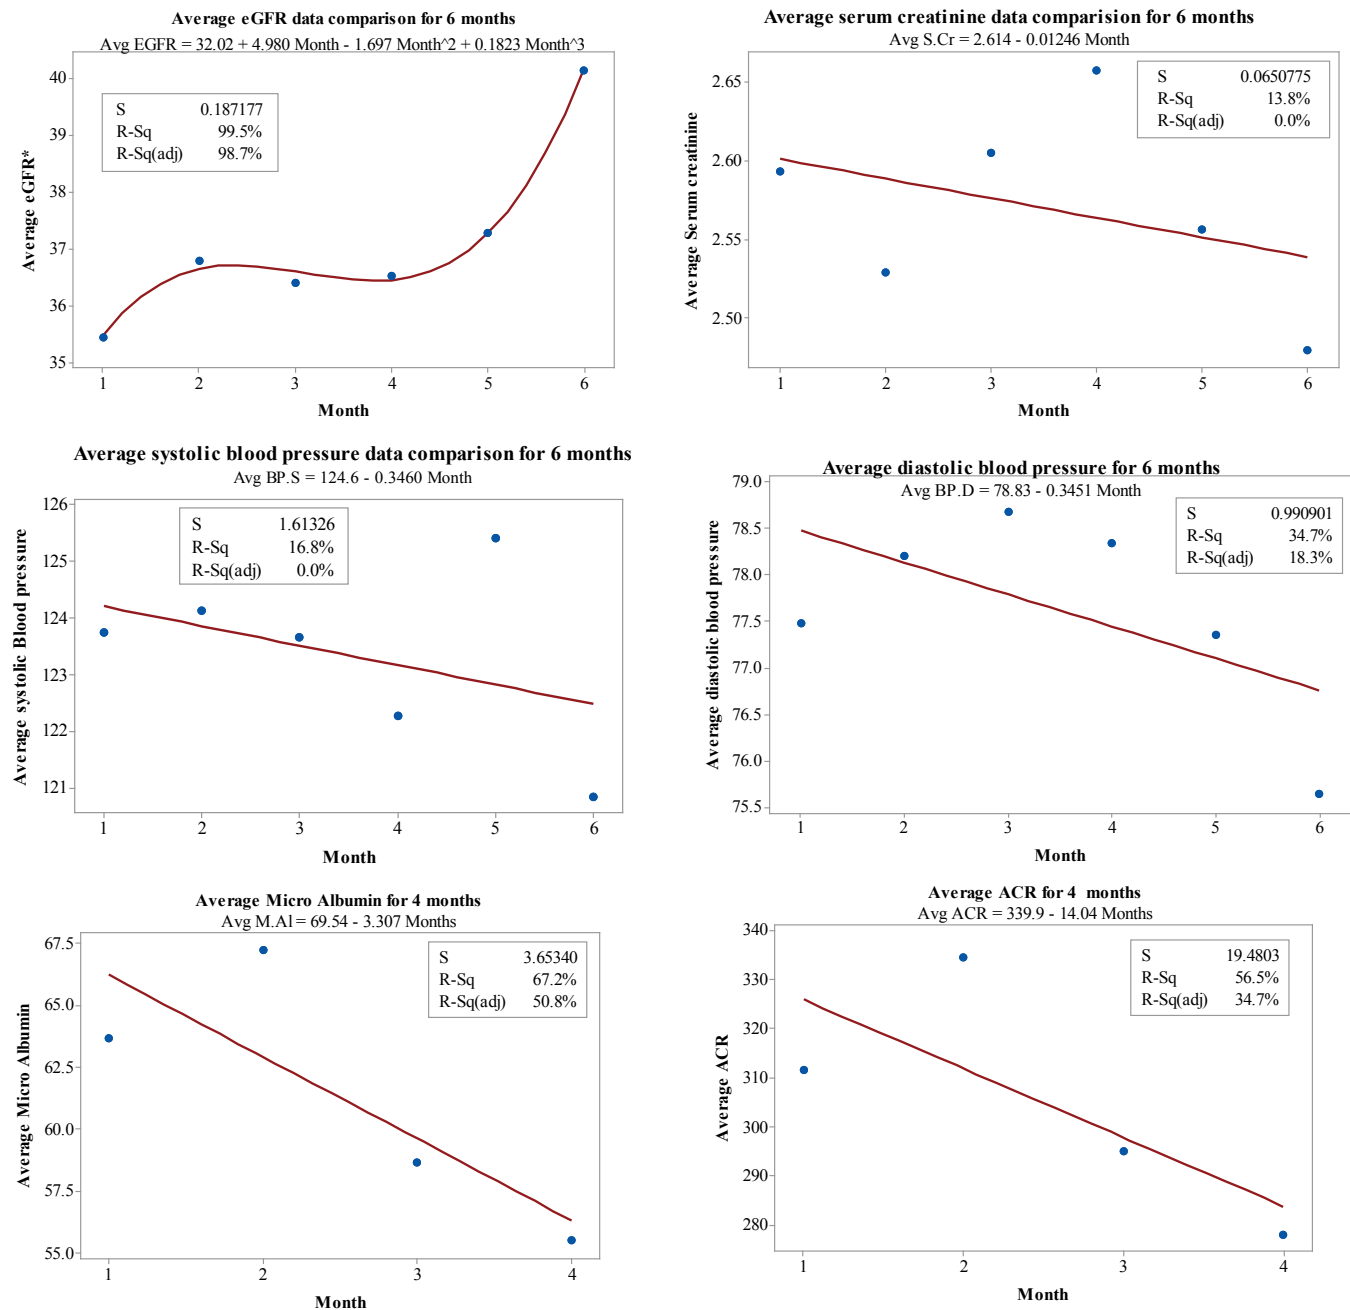 Average eGFR data comparison for 6 months
Avg EGFR = 32.02 + 4.980 Month - 1.697 Month^2 + 0.1823 Month^3
S 0.187177
R-Sq 99.5%
R-Sq(adj) 98.7%
Average eGFR*
40
39
38
37
36
35
1 2 3 4 5 6
Month
Average serum creatinine data comparision for 6 months
Avg S.Cr = 2.614 - 0.01246 Month
S 0.0650775
R-Sq 13.8%
R-Sq(adj) 0.0%
Average Serum creatinine
2.65
2.60
2.55
2.50
1 2 3 4 5 6
Month
Average systolic blood pressure data comparison for 6 months
Avg BP.S = 124.6 - 0.3460 Month
S 1.61326
R-Sq 16.8%
R-Sq(adj) 0.0%
Average systolic Blood pressure
126
125
124
123
122
121
1 2 3 4 5 6
Month
Average diastolic blood pressure for 6 months
Avg BP.D = 78.83 - 0.3451 Month
S 0.990901
R-Sq 34.7%
R-Sq(adj) 18.3%
Average diastolic blood pressure
79.0
78.5
78.0
77.5
77.0
76.5
76.0
75.5
1 2 3 4 5 6
Month
Average Micro Albumin for 4 months
Avg M.Al = 69.54 - 3.307 Months
S 3.65340
R-Sq 67.2%
R-Sq(adj) 50.8%
Average Micro Albumin
67.5
65.0
62.5
60.0
57.5
55.0
1 2 3 4
Month
Average ACR for 4 months
Avg ACR = 339.9 - 14.04 Months
S 19.4803
R-Sq 56.5%
R-Sq(adj) 34.7%
Average ACR
340
330
320
310
300
290
280
1 2 3 4
Month